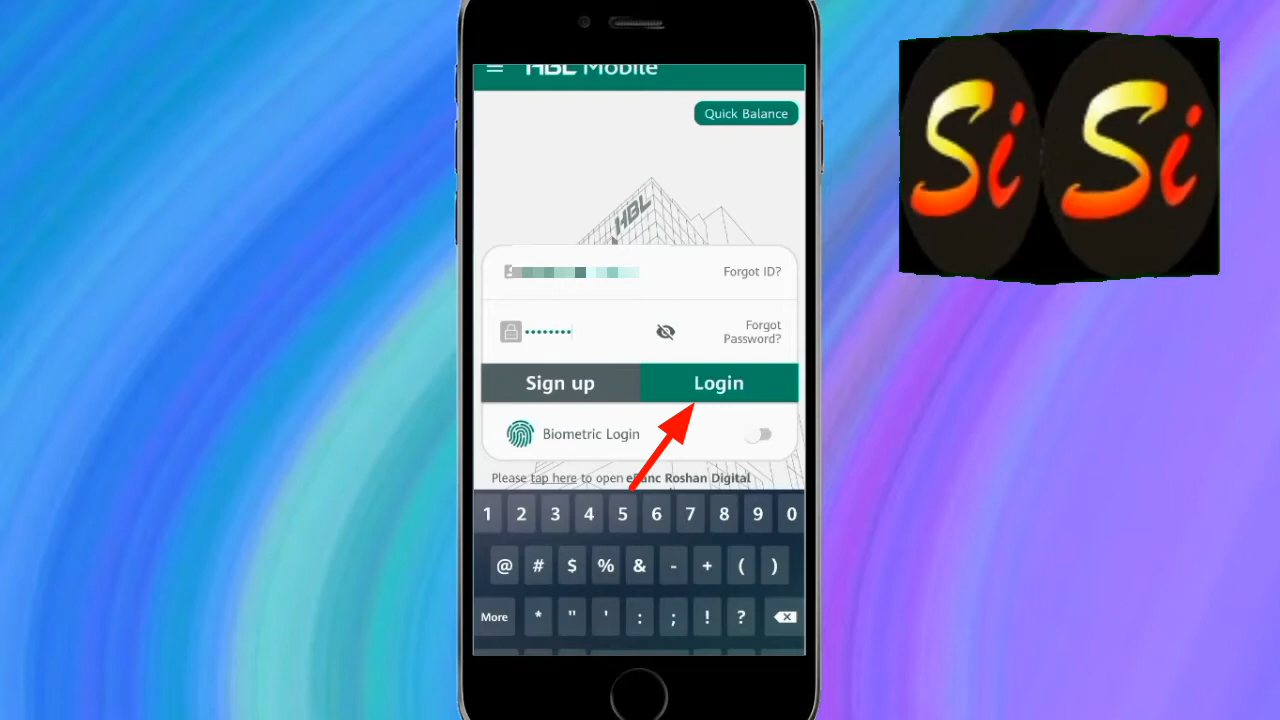 HBL Mobile
Quick Balance
HBL
Forgot ID?
Forgot
Password?
Sign up
Login
Biometric Login
Please tap here to open eBanc Roshan Digital
1 2 3 4 5 6 7 8 9 0
@ # $ % & - + ( )
More * " ' : ; ! ?
Si Si